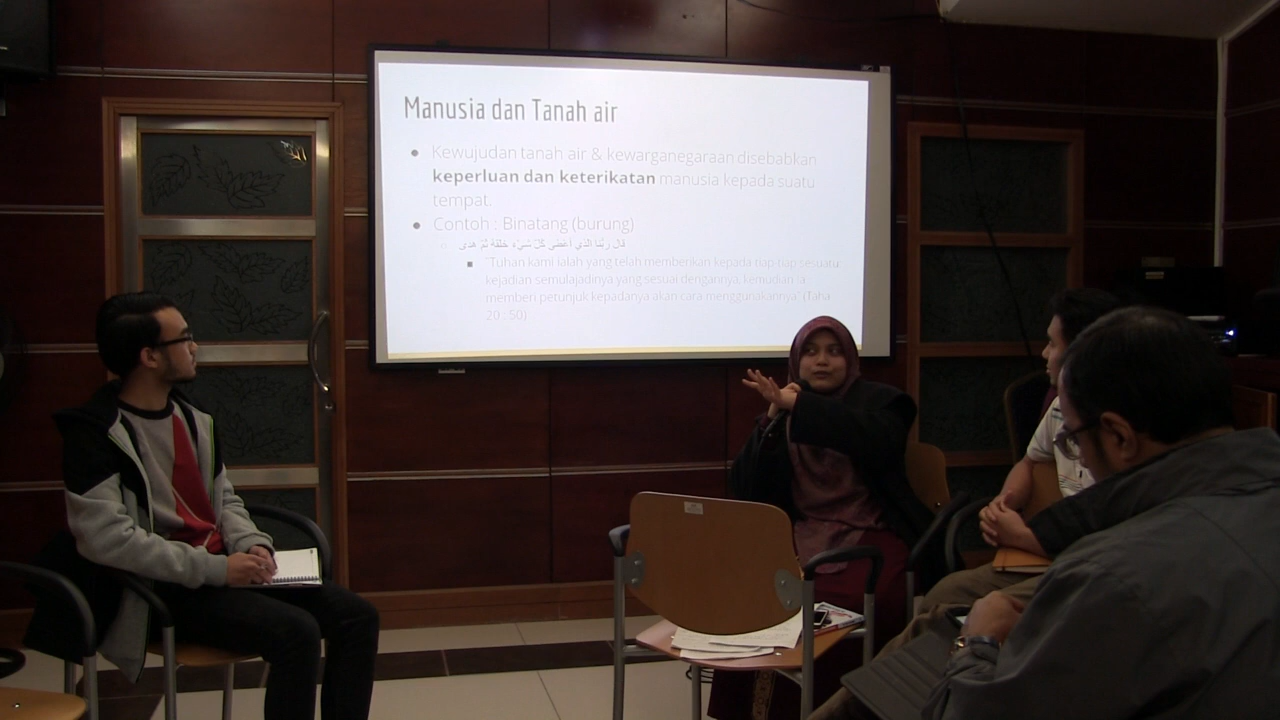 Manusia dan Tanah air
• Kewujudan tanah air & kewarganegaraan disebabkan
keperluan dan keterikatan manusia kepada suatu
tempat.
• Contoh : Binatang (burung)
قال ربنا الذي أعطى كل شيء خلقه ثم هدى
"Tuhan kami ialah yang telah memberikan kepada tiap-tiap sesuatu:
kejadian semulajadinya yang sesuai dengannya, kemudian Ia
memberi petunjuk kepadanya akan cara menggunakannya. (Taha
20 : 50)